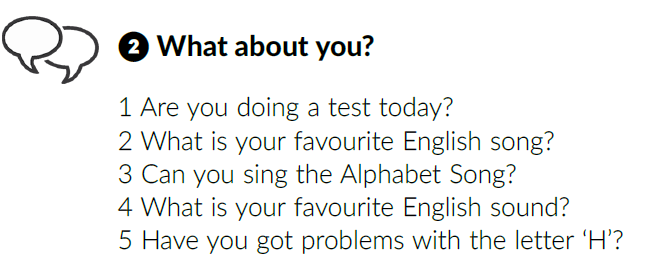 2 What about you?
1 Are you doing a test today?
2 What is your favourite English song?
3 Can you sing the Alphabet Song?
4 What is your favourite English sound?
5 Have you got problems with the letter ‘H’?